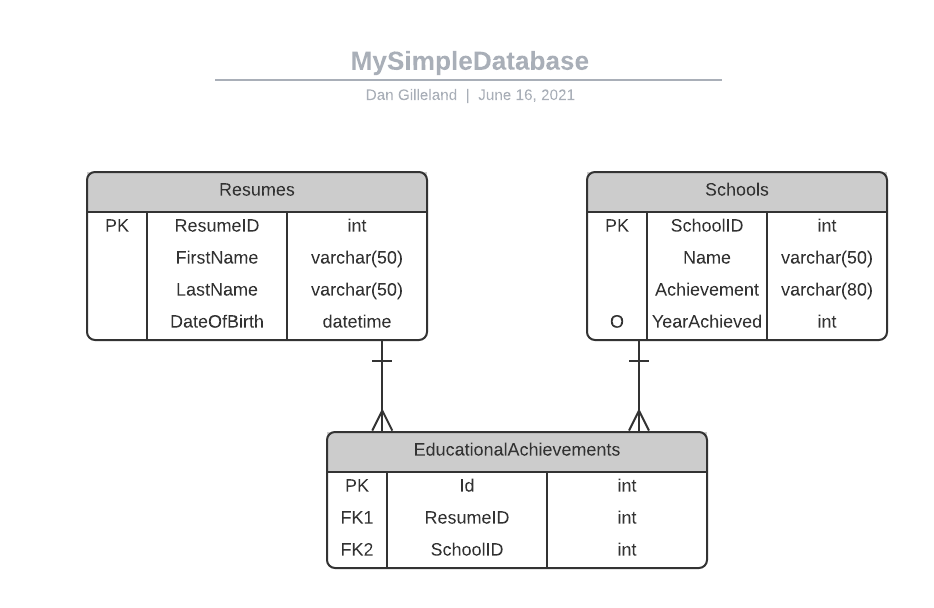 MySimpleDatabase
Dan Gilleland | June 16, 2021
Resumes
PK ResumeID int
FirstName varchar(50)
LastName varchar(50)
DateOfBirth datetime
Schools
PK SchoolID int
Name varchar(50)
Achievement varchar(80)
O YearAchieved int
EducationalAchievements
PK Id int
FK1 ResumeID int
FK2 SchoolID int